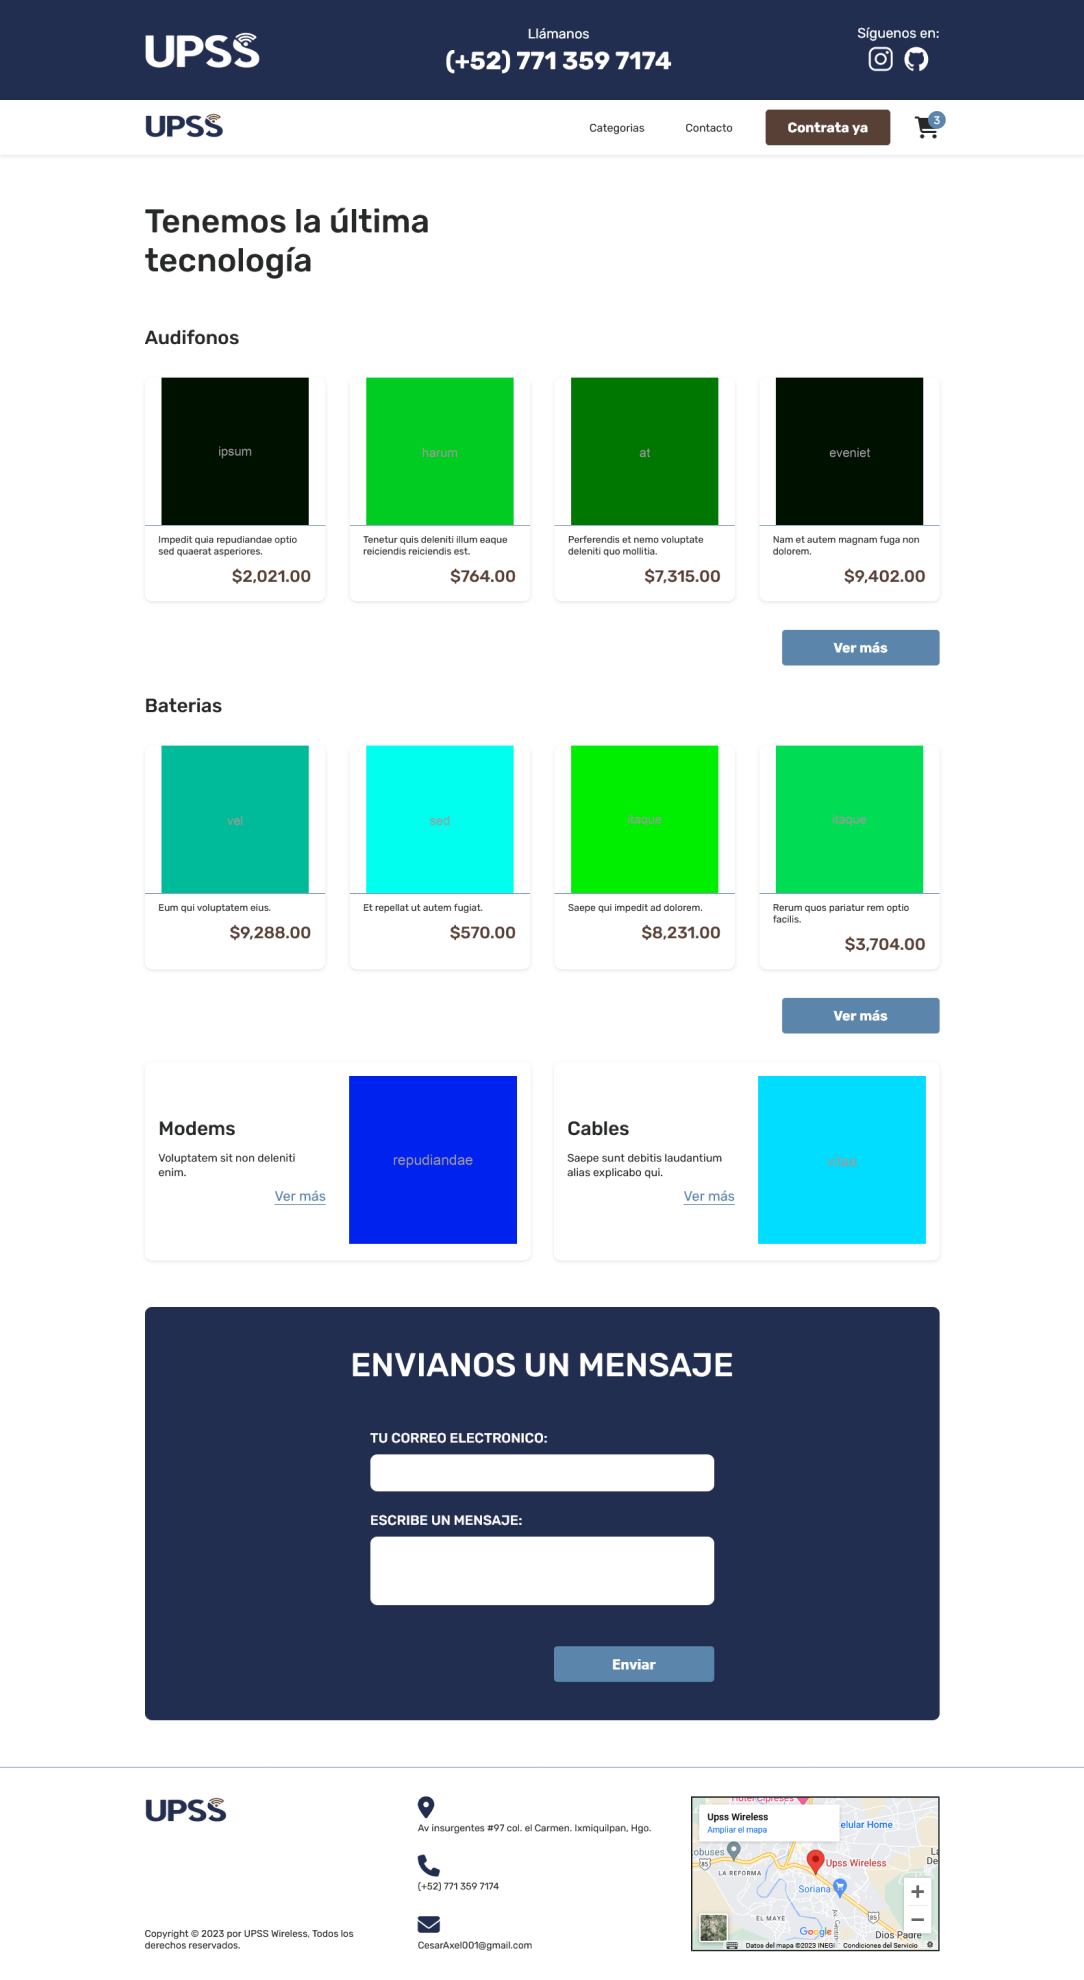 UPSS
Llámanos
(+52) 771 359 7174
Síguenos en:
UPSS
Categorias
Contacto
Contrata ya
3
Tenemos la última
tecnología
Audifonos
ipsum
harum
at
eveniet
Impedit quia repudiandae optio
sed quaerat asperiores.
$2,021.00
Tenetur quis deleniti illum eaque
reiciendis reiciendis est.
$764.00
Perferendis et nemo voluptate
deleniti quo mollitia.
$7,315.00
Nam et autem magnam fuga non
dolorem.
$9,402.00
Ver más
Baterias
vel
sed
itaque
itaque
Eum qui voluptatem eius.
$9,288.00
Et repellat ut autem fugiat.
$570.00
Saepe qui impedit ad dolorem.
$8,231.00
Rerum quos pariatur rem optio
facilis.
$3,704.00
Ver más
Modems
Voluptatem sit non deleniti
enim.
Ver más
repudiandae
Cables
Saepe sunt debitis laudantium
alias explicabo qui.
Ver más
vitae
ENVIANOS UN MENSAJE
TU CORREO ELECTRONICO:
ESCRIBE UN MENSAJE:
Enviar
UPSS
Copyright © 2023 por UPSS Wireless, Todos los
derechos reservados.
Av insurgentes #97 col. el Carmen. Ixmiquilpan, Hgo.
(+52) 771 359 7174
CesarAxel001@gmail.com
Hotel Cipreses
Upss Wireless
Ampliar el mapa
elular Home
obuses
85
LA REFORMA
Upss Wireless
La
De
Soriana
EL MAYE
Av. Centenario
85
Dios Padre
Google
Datos del mapa ©2023 INEGI
Condiciones del Servicio